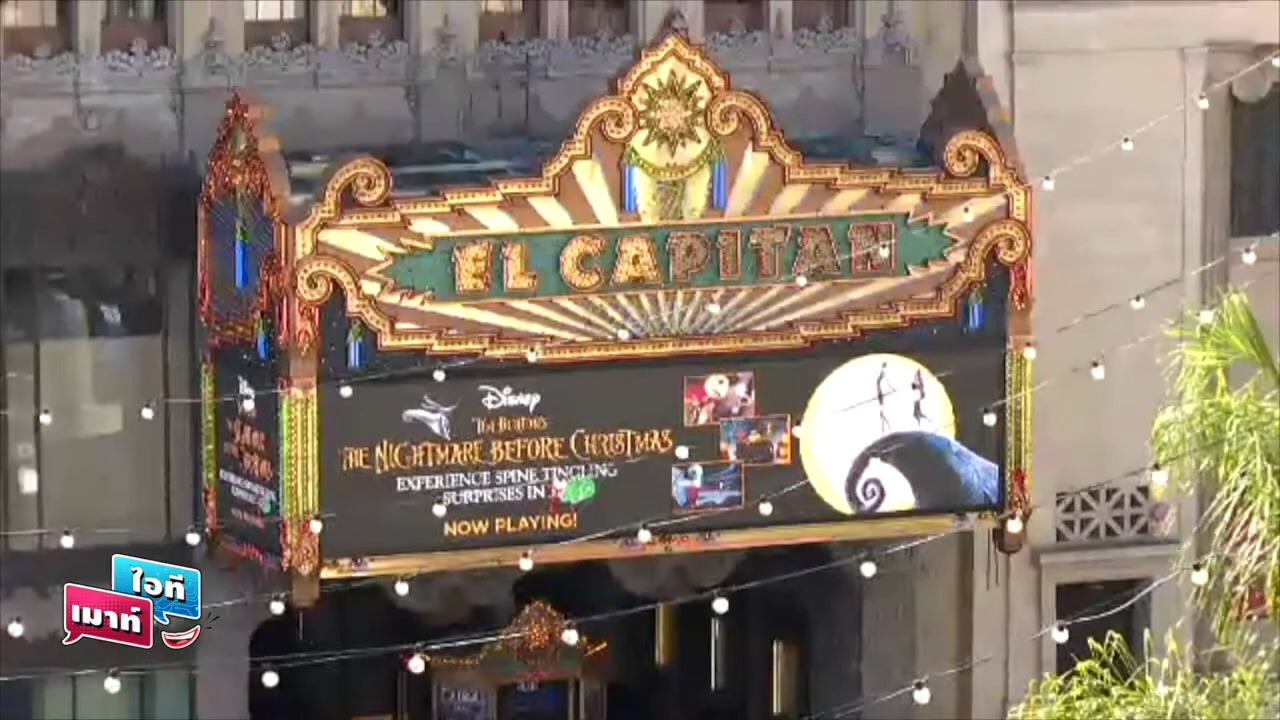 EL CAPITAN
Disney
TIM BURTON'S
THE NIGHTMARE BEFORE CHRISTMAS
EXPERIENCE SPINE TINGLING
SURPRISES IN
NOW PLAYING!
ไอที
เมาท์